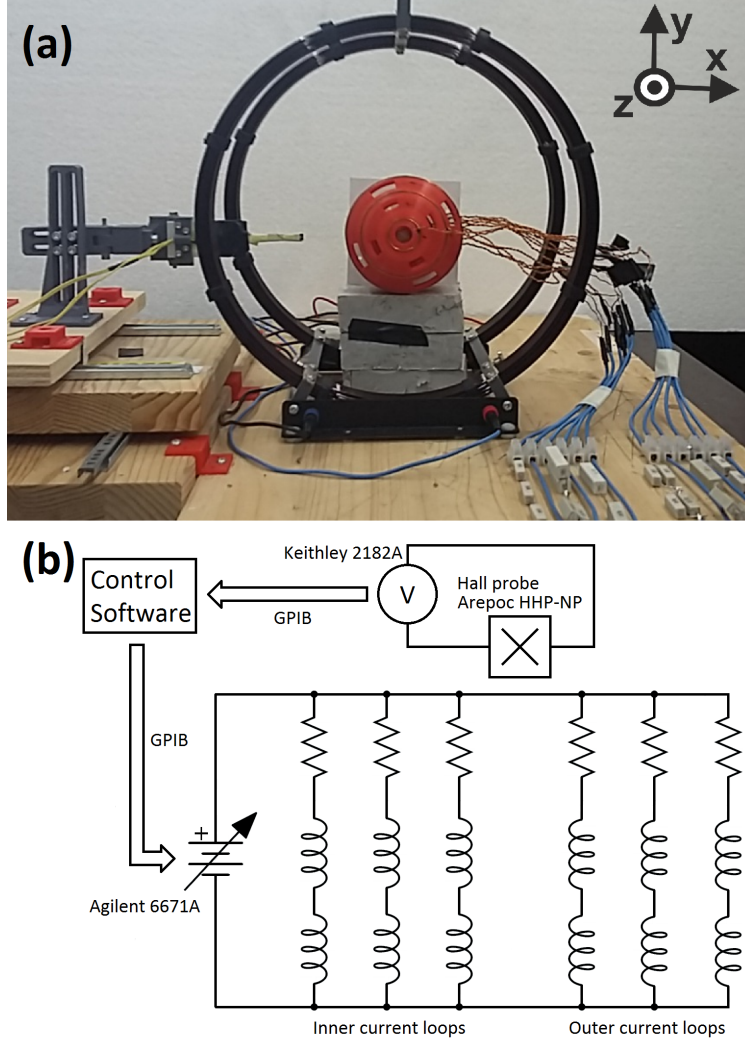 (a)
y
x
z
(b)
Keithley 2182A
Control
Software
GPIB
V
Hall probe
Arepoc HHP-NP
GPIB
+
Agilent 6671A
Inner current loops
Outer current loops